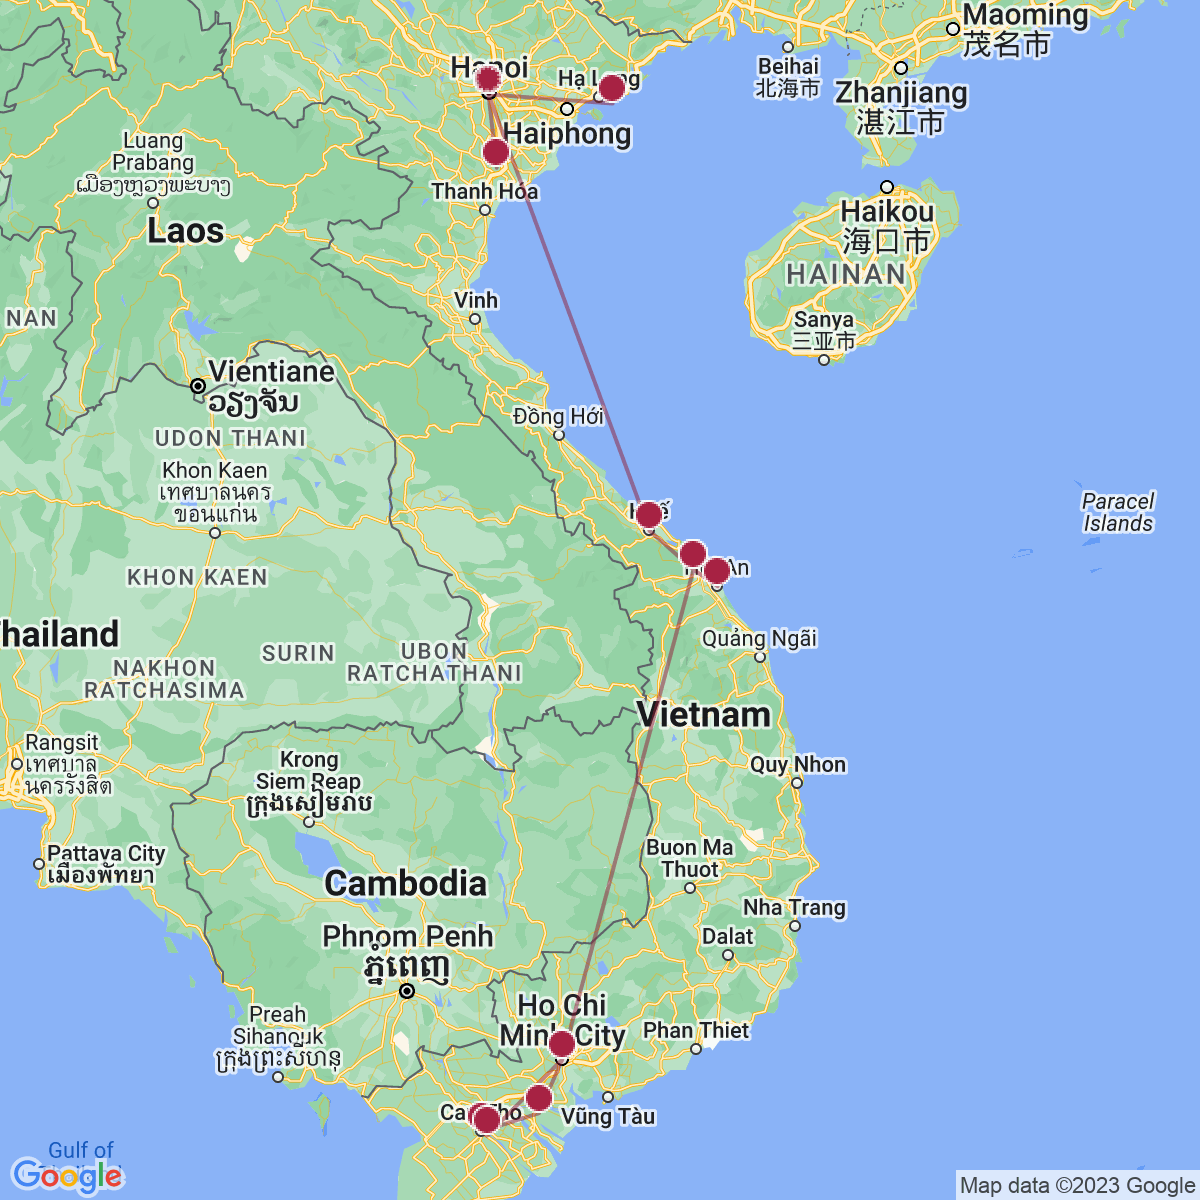 Maoming
茂名市
Hanoi
Hạ Long
Beihai
北海市
Zhanjiang
湛江市
Haiphong
Luang
Prabang
ເມືອງຫຼວງພະບາງ
Thanh Hóa
Haikou
海口市
Laos
HAINAN
Vinh
NAN
Sanya
三亚市
Vientiane
ວຽງຈັນ
Đồng Hới
UDON THANI
Khon Kaen
เทศบาลนคร
ขอนแก่น
Paracel
Islands
KHON KAEN
An
Quảng Ngãi
Thailand
SURIN
UBON
RATCHATHANI
NAKHON
RATCHASIMA
Vietnam
Rangsit
เทศบาล
นครรังสิต
Krong
Siem Reap
ក្រុងសៀមរាប
Quy Nhon
Pattaya City
เมืองพัทยา
Buon Ma
Thuot
Cambodia
Nha Trang
Phnom Penh
ភ្នំពេញ
Dalat
Ho Chi
Minh City
Preah
Sihanouk
ក្រុងព្រះសីហនុ
Phan Thiet
Ca Tho
Vũng Tàu
Gulf of
Thailand
Google
Map data ©2023 Google